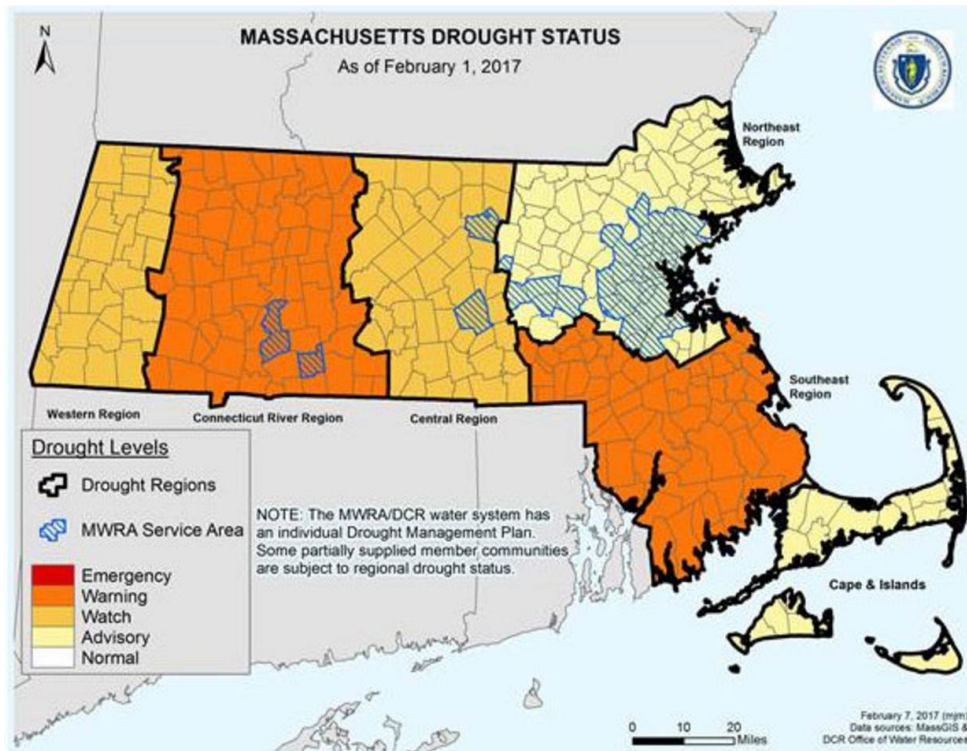 MASSACHUSETTS DROUGHT STATUS
As of February 1, 2017
N
Northeast
Region
Southeast
Region
Western Region
Connecticut River Region
Central Region
Cape & Islands
Drought Levels
Drought Regions
MWRA Service Area
Emergency
Warning
Watch
Advisory
Normal
NOTE: The MWRA/DCR water system has
an individual Drought Management Plan.
Some partially supplied member communities
are subject to regional drought status.
0 10 20
Miles
February 7, 2017 (mjm)
Data sources: MassGIS &
DCR Office of Water Resources